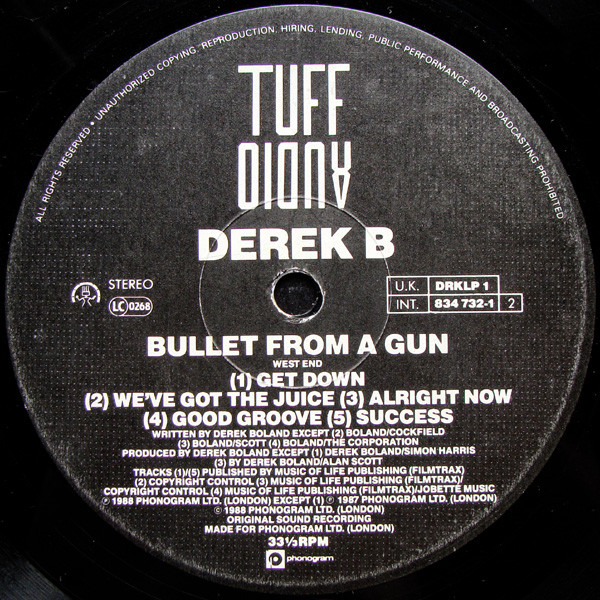 ALL RIGHTS RESERVED • UNAUTHORIZED COPYING, REPRODUCTION, HIRING, LENDING, PUBLIC PERFORMANCE AND BROADCASTING PROHIBITED
TUFF
AUDIO
DEREK B
STEREO
LC 0268
U.K. DRKLP 1
INT. 834 732-1 2
BULLET FROM A GUN
WEST END
(1) GET DOWN
(2) WE'VE GOT THE JUICE (3) ALRIGHT NOW
(4) GOOD GROOVE (5) SUCCESS
WRITTEN BY DEREK BOLAND EXCEPT (2) BOLAND/COCKFIELD
(3) BOLAND/SCOTT (4) BOLAND/THE CORPORATION
PRODUCED BY DEREK BOLAND EXCEPT (1) DEREK BOLAND/SIMON HARRIS
(3) BY DEREK BOLAND/ALAN SCOTT
TRACKS (1)/(5) PUBLISHED BY MUSIC OF LIFE PUBLISHING (FILMTRAX)
(2) COPYRIGHT CONTROL (3) MUSIC OF LIFE PUBLISHING (FILMTRAX)/
COPYRIGHT CONTROL (4) MUSIC OF LIFE PUBLISHING (FILMTRAX)/JOBETTE MUSIC
℗ 1988 PHONOGRAM LTD. (LONDON) EXCEPT (1) ℗ 1987 PHONOGRAM LTD. (LONDON)
© 1988 PHONOGRAM LTD. (LONDON)
ORIGINAL SOUND RECORDING
MADE FOR PHONOGRAM LTD. (LONDON)
33⅓ RPM
phonogram